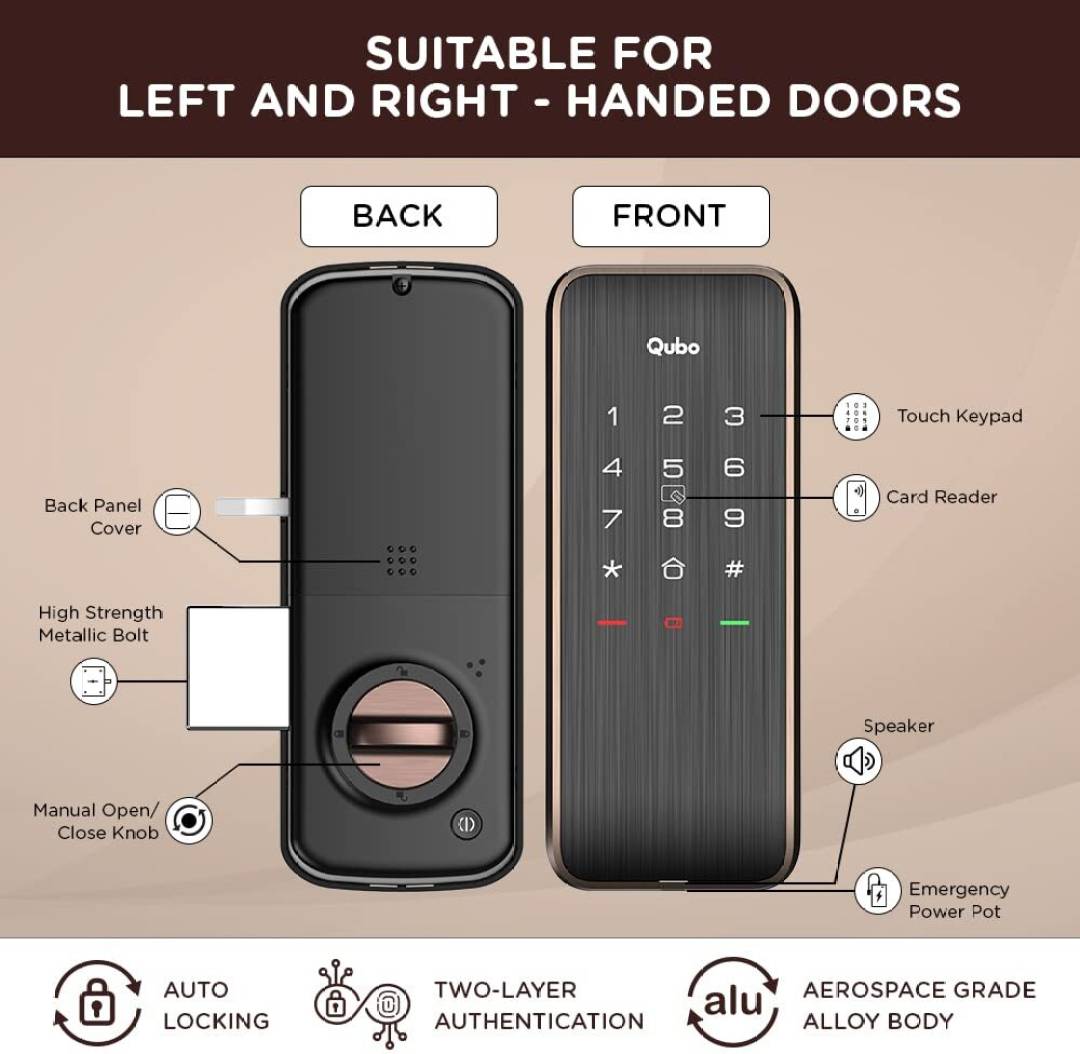 SUITABLE FOR
LEFT AND RIGHT - HANDED DOORS
BACK
FRONT
Qubo
1 2 3
4 5 6
7 8 9
* #
Touch Keypad
Card Reader
Back Panel
Cover
High Strength
Metallic Bolt
Manual Open/
Close Knob
Speaker
Emergency
Power Pot
AUTO
LOCKING
TWO-LAYER
AUTHENTICATION
alu
AEROSPACE GRADE
ALLOY BODY